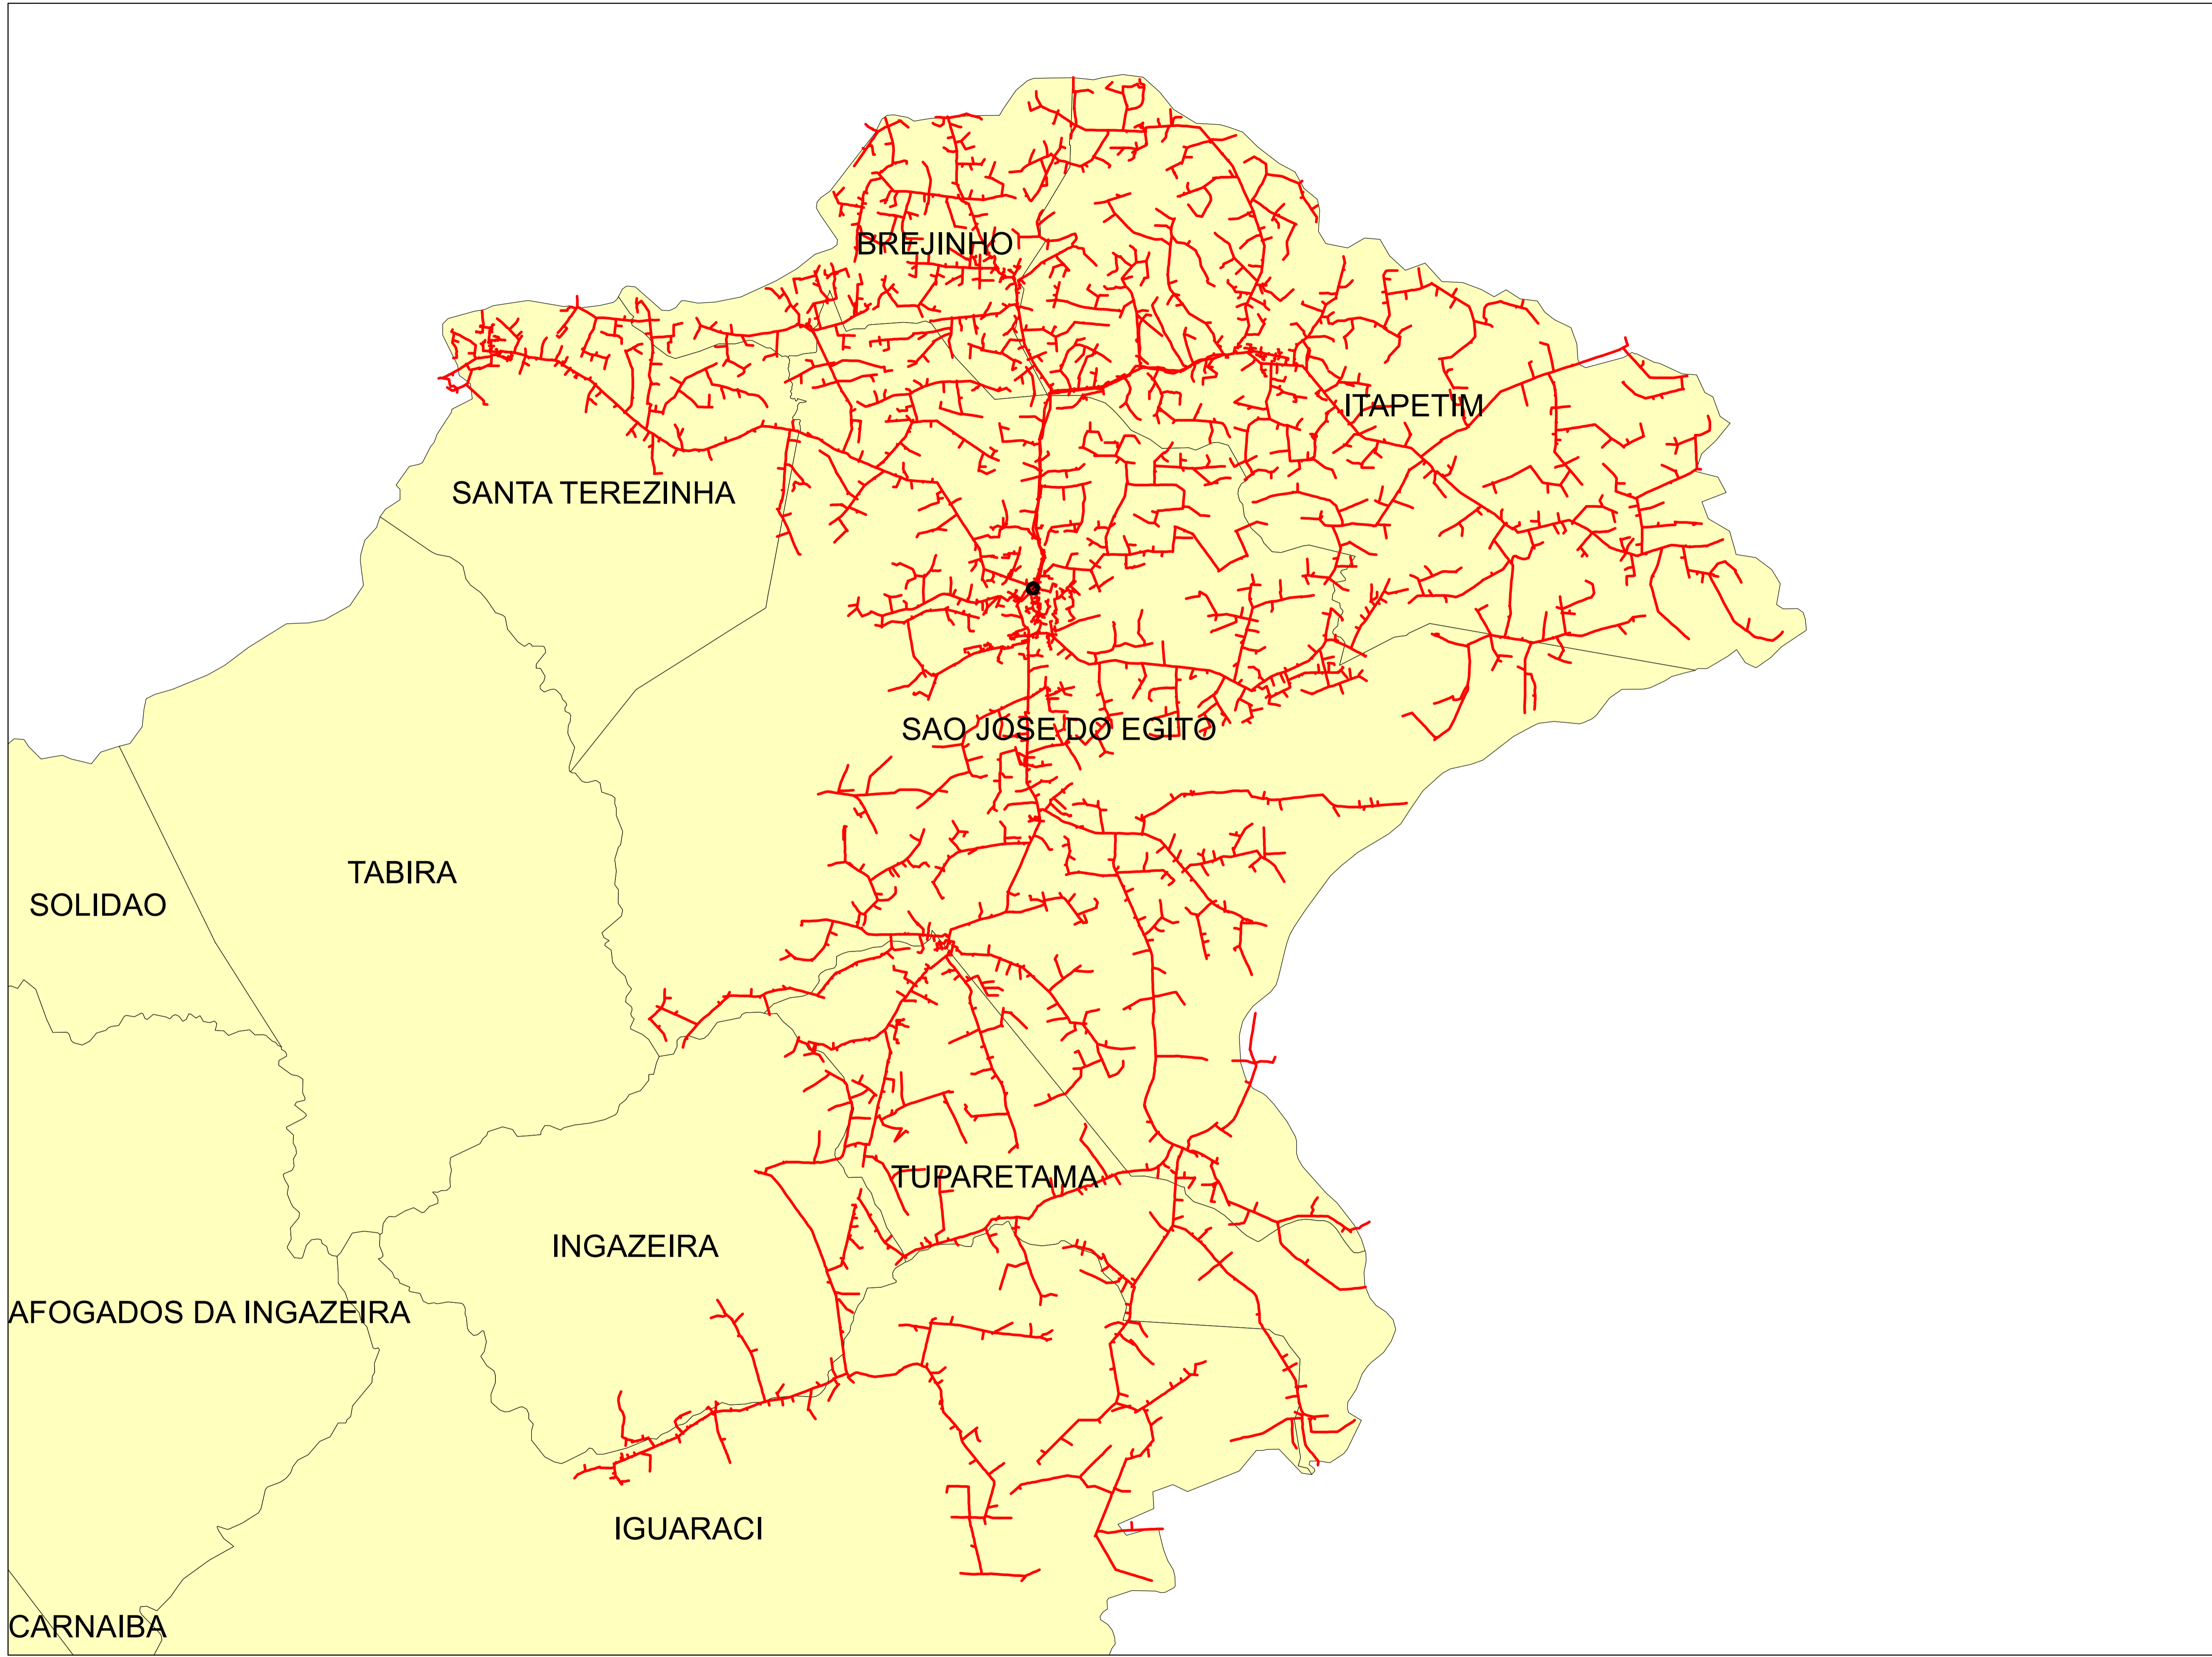 BREJINHO
ITAPETIM
SANTA TEREZINHA
SAO JOSE DO EGITO
TABIRA
SOLIDAO
TUPARETAMA
INGAZEIRA
AFOGADOS DA INGAZEIRA
IGUARACI
CARNAIBA